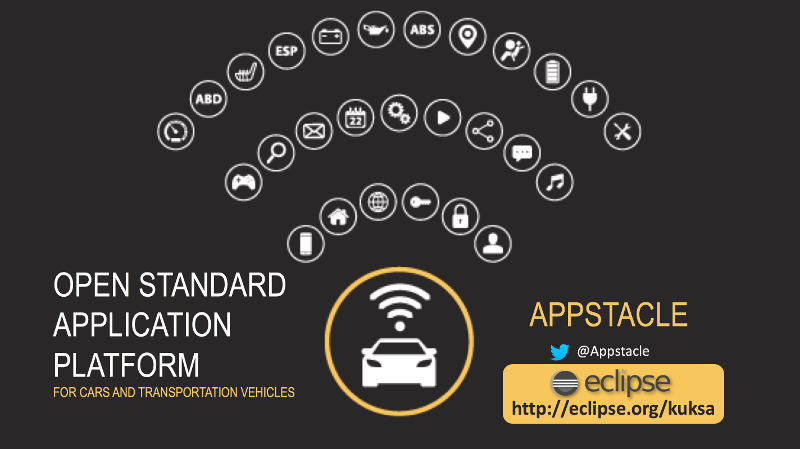 ESP
ABS
ABD
22
OPEN STANDARD
APPLICATION
PLATFORM
FOR CARS AND TRANSPORTATION VEHICLES
APPSTACLE
@Appstacle
eclipse
http://eclipse.org/kuksa